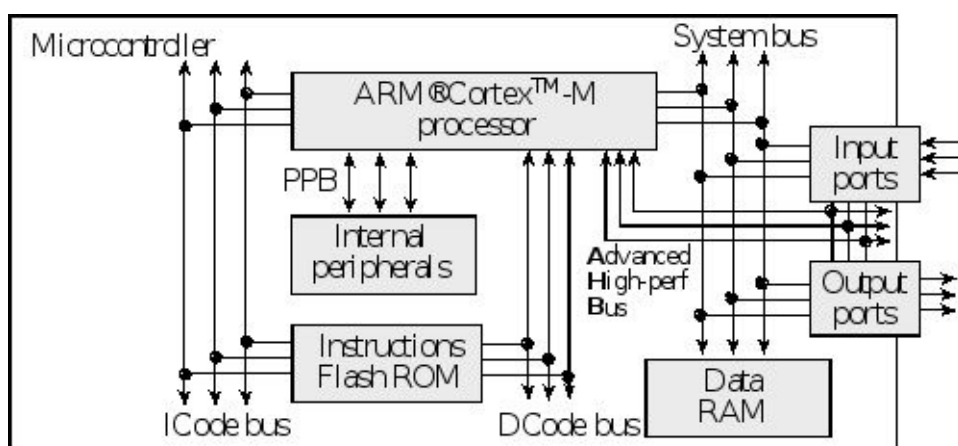 Microcontroller
System bus
ARM®Cortex™-M
processor
Input
ports
PPB
Internal
peripherals
Advanced
High-perf
Bus
Output
ports
Instructions
Flash ROM
Data
RAM
ICode bus
DCode bus